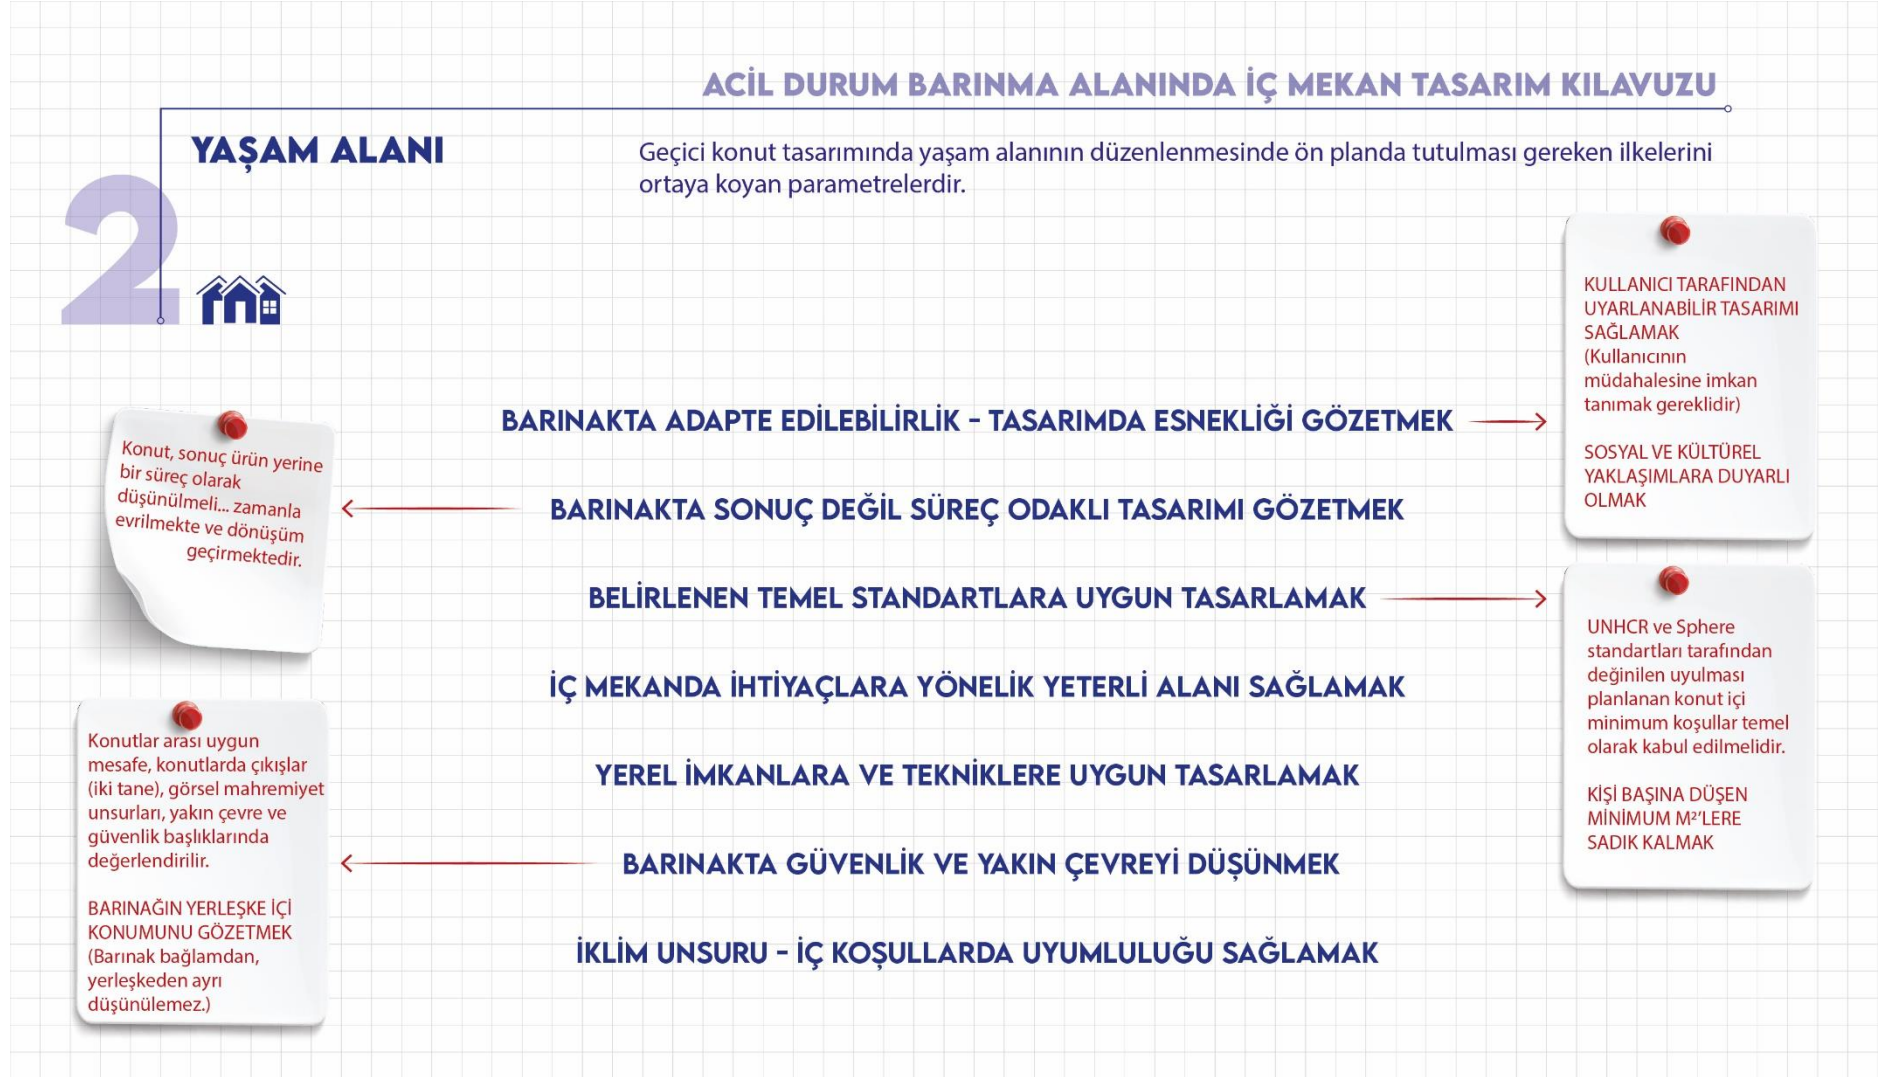 ACİL DURUM BARINMA ALANINDA İÇ MEKAN TASARIM KILAVUZU
2
YAŞAM ALANI
Geçici konut tasarımında yaşam alanının düzenlenmesinde ön planda tutulması gereken ilkelerini
ortaya koyan parametrelerdir.
BARINAKTA ADAPTE EDİLEBİLİRLİK - TASARIMDA ESNEKLİĞİ GÖZETMEK
KULLANICI TARAFINDAN
UYARLANABİLİR TASARIMI
SAĞLAMAK
(Kullanıcının
müdahalesine imkan
tanımak gereklidir)
SOSYAL VE KÜLTÜREL
YAKLAŞIMLARA DUYARLI
OLMAK
BARINAKTA SONUÇ DEĞİL SÜREÇ ODAKLI TASARIMI GÖZETMEK
Konut, sonuç ürün yerine
bir süreç olarak
düşünülmeli... zamanla
evrilmekte ve dönüşüm
geçirmektedir.
BELİRLENEN TEMEL STANDARTLARA UYGUN TASARLAMAK
UNHCR ve Sphere
standartları tarafından
değinilen uyulması
planlanan konut içi
minimum koşullar temel
olarak kabul edilmelidir.
KİŞİ BAŞINA DÜŞEN
MİNİMUM M²'LERE
SADIK KALMAK
İÇ MEKANDA İHTİYAÇLARA YÖNELİK YETERLİ ALANI SAĞLAMAK
YEREL İMKANLARA VE TEKNİKLERE UYGUN TASARLAMAK
BARINAKTA GÜVENLİK VE YAKIN ÇEVREYİ DÜŞÜNMEK
Konutlar arası uygun
mesafe, konutlarda çıkışlar
(iki tane), görsel mahremiyet
unsurları, yakın çevre ve
güvenlik başlıklarında
değerlendirilir.
BARINAĞIN YERLEŞKE İÇİ
KONUMUNU GÖZETMEK
(Barınak bağlamdan,
yerleşkeden ayrı
düşünülemez.)
İKLİM UNSURU - İÇ KOŞULLARDA UYUMLULUĞU SAĞLAMAK